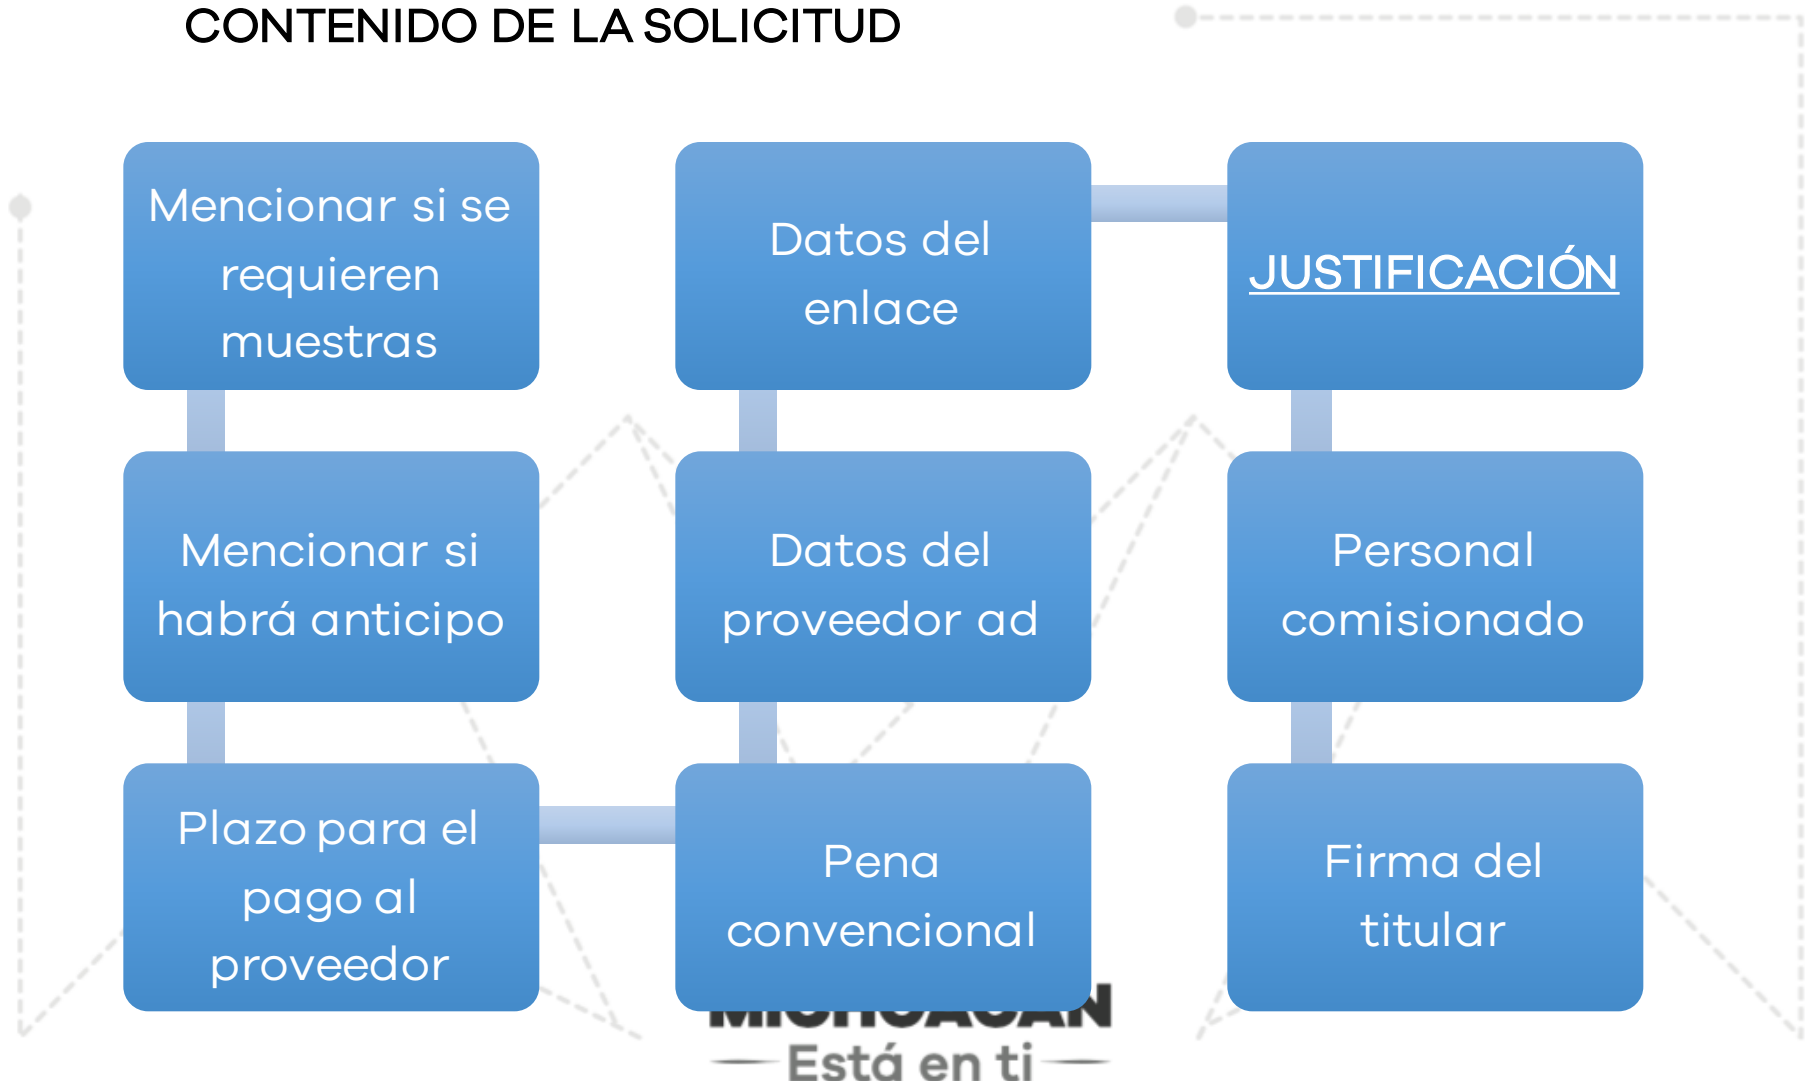 CONTENIDO DE LA SOLICITUD
Mencionar si se
requieren
muestras
Mencionar si
habrá anticipo
Plazo para el
pago al
proveedor
Pena
convencional
Datos del
proveedor ad
Datos del
enlace
JUSTIFICACIÓN
Personal
comisionado
Firma del
titular
MICHOACÁN
Está en ti